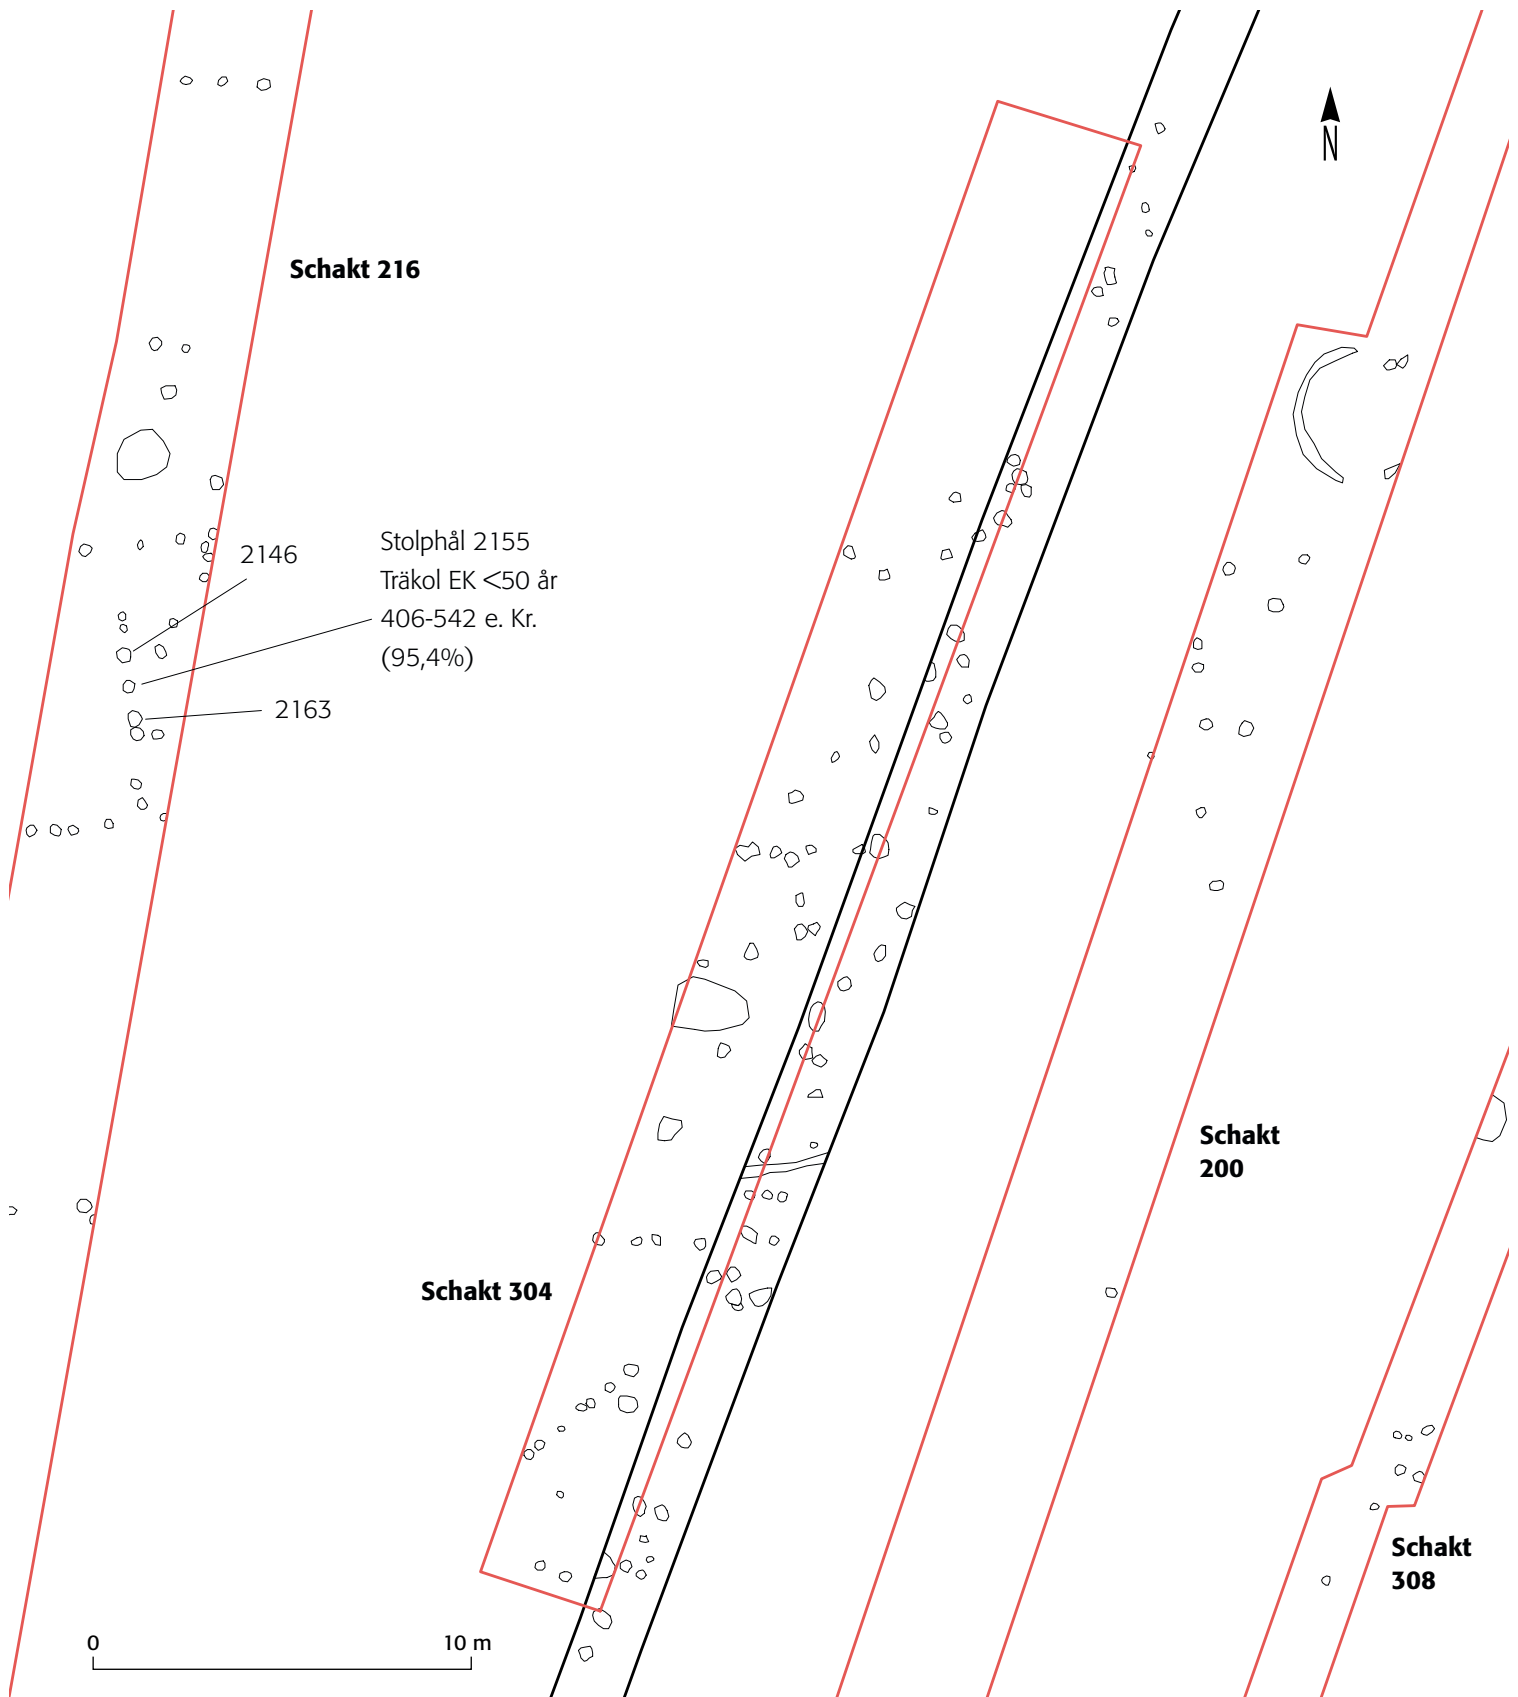 N
Schakt 216
2146
Stolphål 2155
Träkol EK <50 år
406-542 e. Kr.
(95,4%)
2163
Schakt
200
Schakt 304
Schakt
308
0
10 m